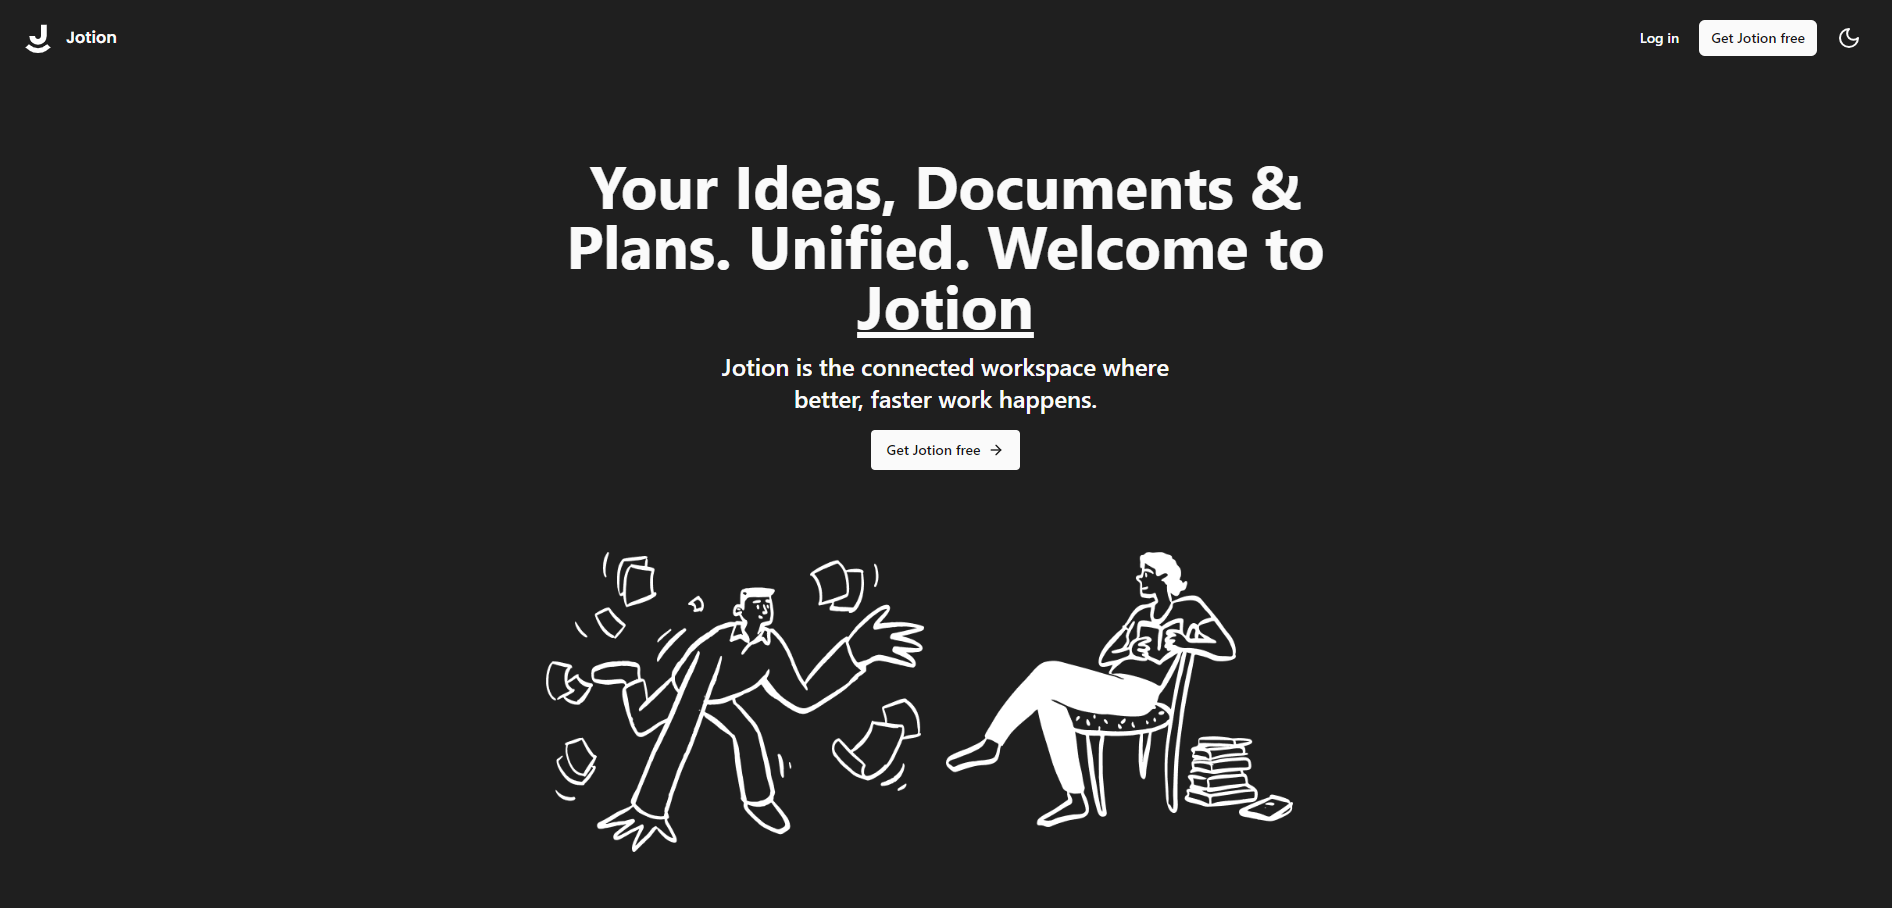 Jotion
Log in
Get Jotion free
Your Ideas, Documents &
Plans. Unified. Welcome to
Jotion
Jotion is the connected workspace where
better, faster work happens.
Get Jotion free